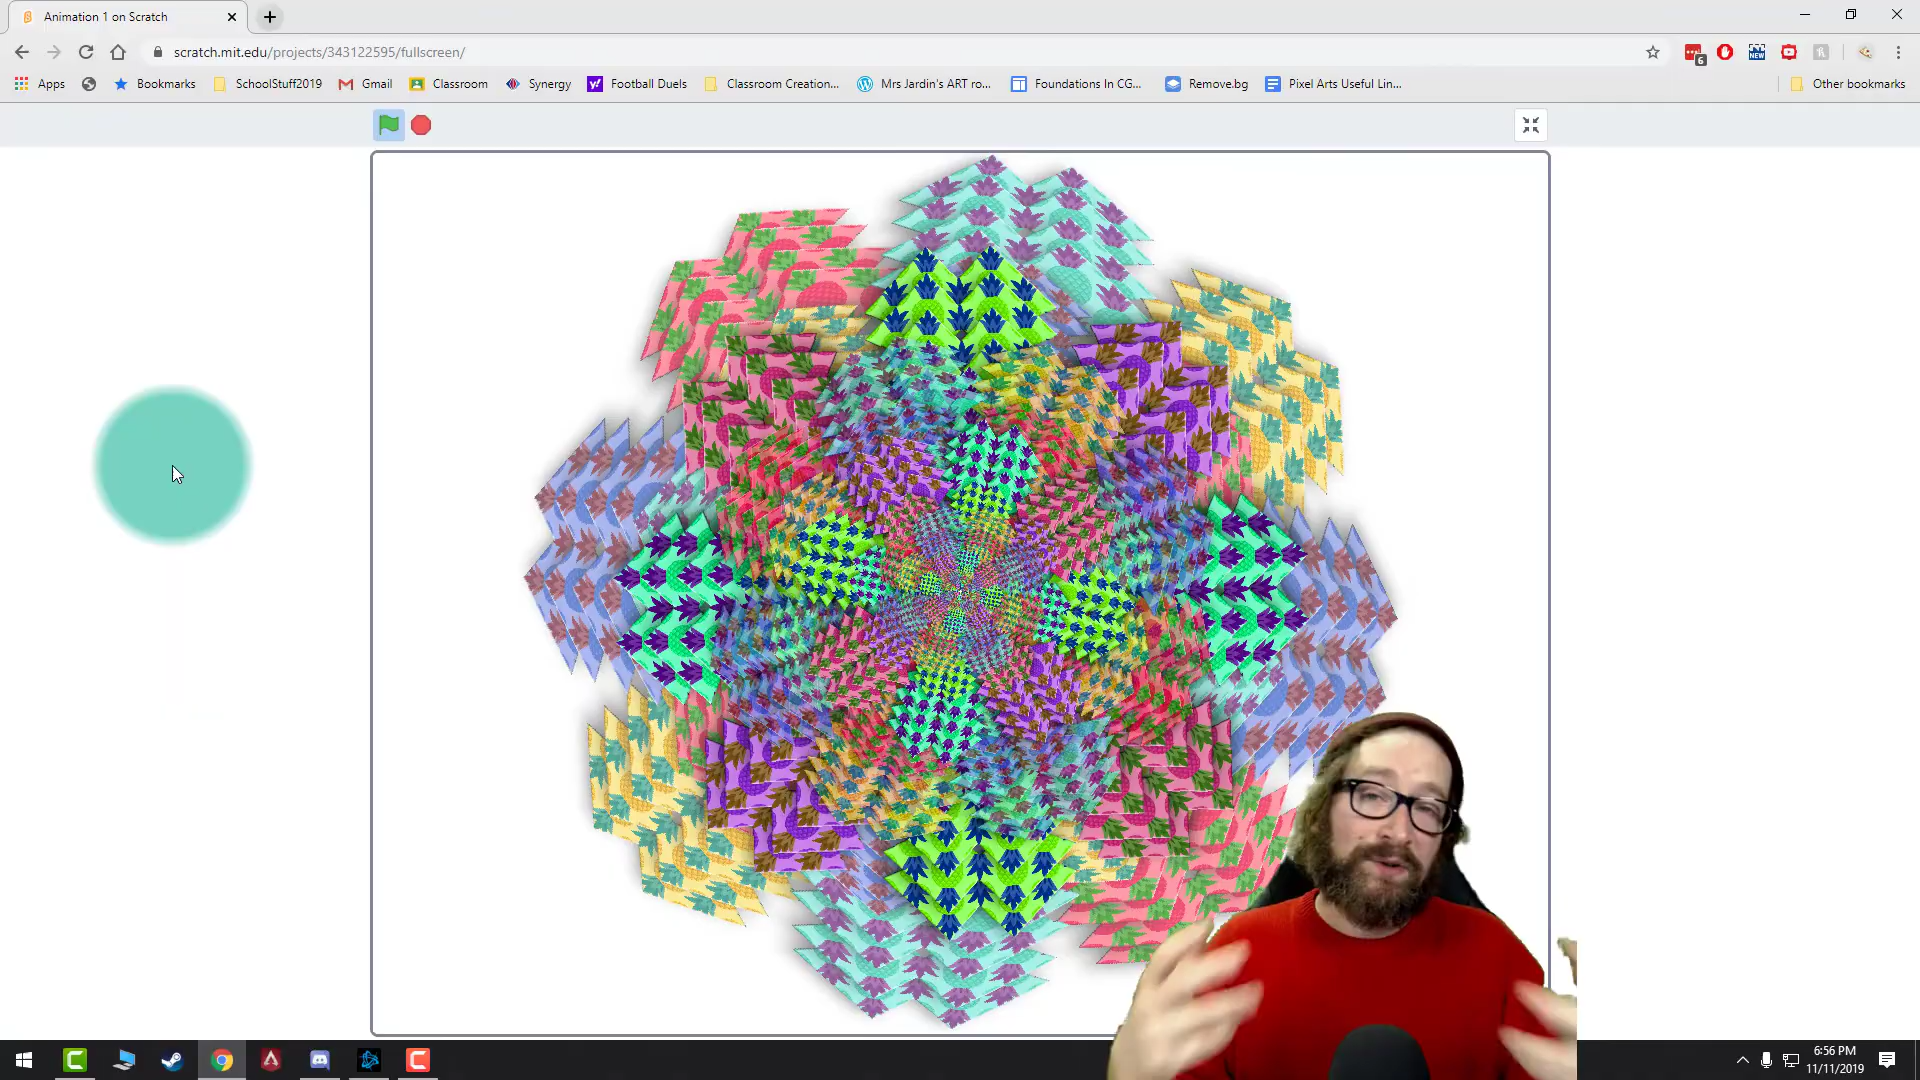 Animation 1 on Scratch
scratch.mit.edu/projects/343122595/fullscreen/
6
NEW
Apps
Bookmarks
SchoolStuff2019
Gmail
Classroom
Synergy
Football Duels
Classroom Creation...
Mrs Jardin's ART ro...
Foundations In CG...
Remove.bg
Pixel Arts Useful Lin...
Other bookmarks
6:56 PM
11/11/2019